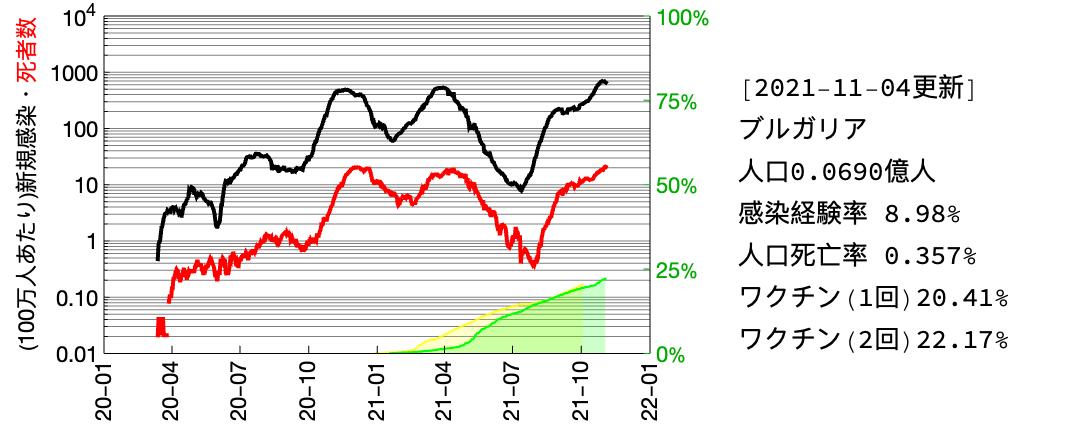 (100万人あたり)新規感染・死者数
10^4
1000
100
10
1
0.10
0.01
100%
75%
50%
25%
0%
20-01
20-04
20-07
20-10
21-01
21-04
21-07
21-10
22-01
[2021-11-04更新]
ブルガリア
人口0.0690億人
感染経験率 8.98%
人口死亡率 0.357%
ワクチン(1回)20.41%
ワクチン(2回)22.17%